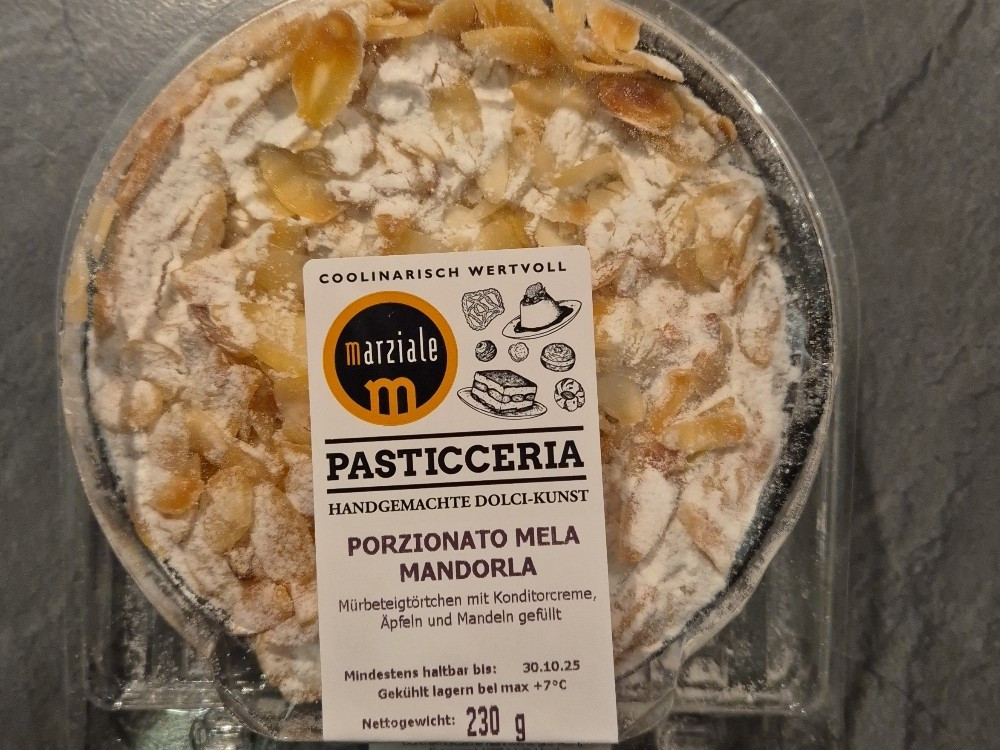 COOLINARISCH WERTVOLL
marziale
m
PASTICCERIA
HANDGEMACHTE DOLCI-KUNST
PORZIONATO MELA
MANDORLA
Mürbeteigtörtchen mit Konditorcreme,
Äpfeln und Mandeln gefüllt
Mindestens haltbar bis: 30.10.25
Gekühlt lagern bei max +7°C
Nettogewicht: 230 g